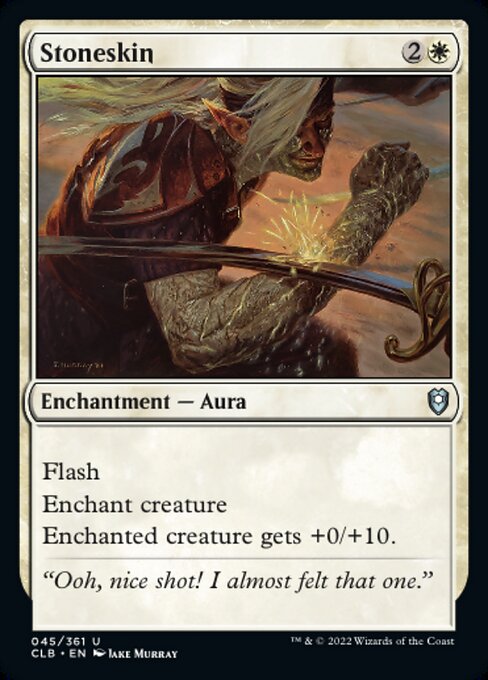 Stoneskin 2
Enchantment — Aura
Flash
Enchant creature
Enchanted creature gets +0/+10.
“Ooh, nice shot! I almost felt that one.”
045/361 U
CLB • EN Jake Murray
™ & © 2022 Wizards of the Coast